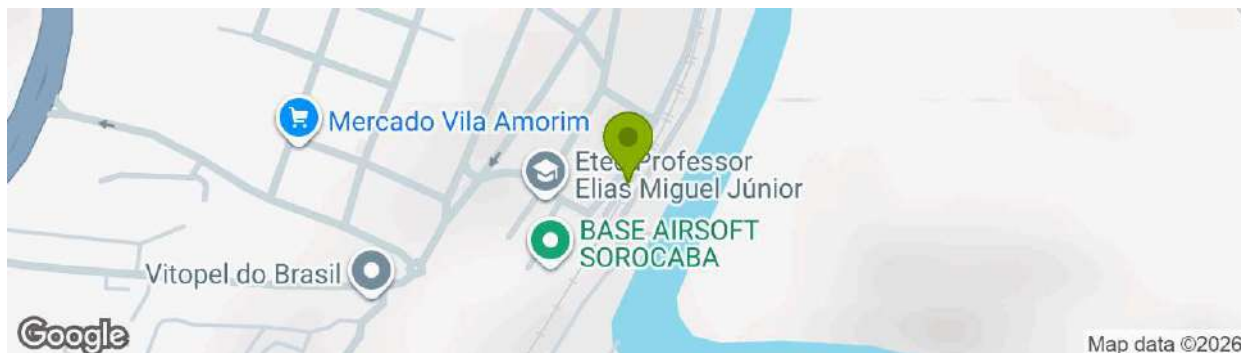 Mercado Vila Amorim
Etec Professor
Elias Miguel Júnior
BASE AIRSOFT
SOROCABA
Vitopel do Brasil
Google
Map data ©2026